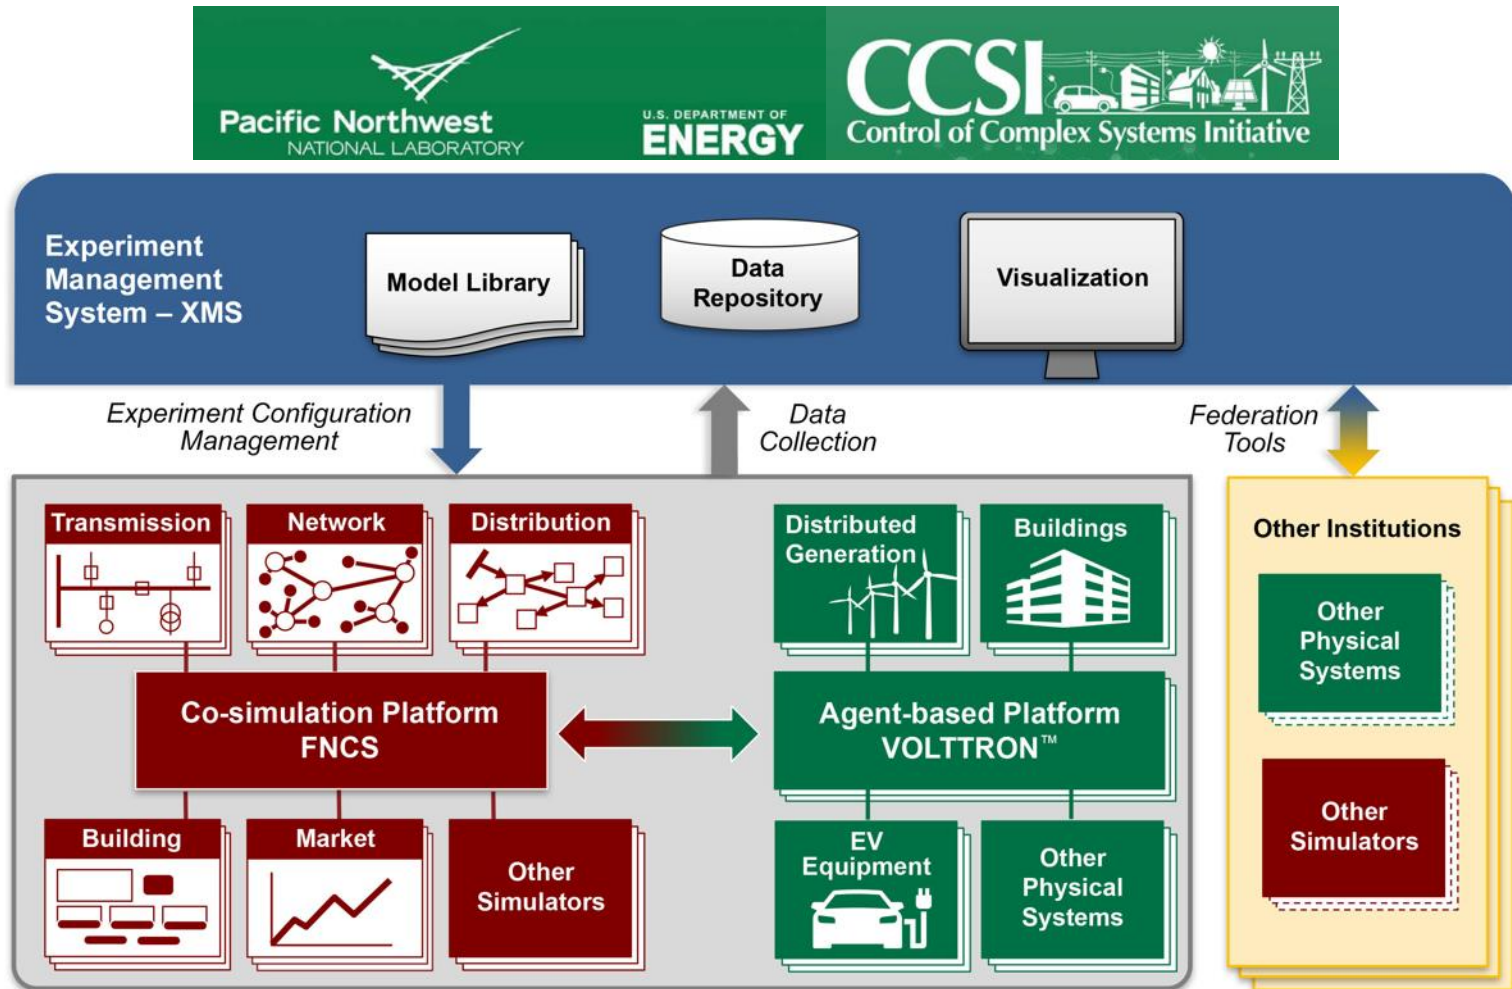 Pacific Northwest
NATIONAL LABORATORY
U.S. DEPARTMENT OF
ENERGY
CCSI
Control of Complex Systems Initiative
Experiment
Management
System – XMS
Model Library
Data
Repository
Visualization
Experiment Configuration
Management
Data
Collection
Federation
Tools
Transmission
Network
Distribution
Distributed
Generation
Buildings
Co-simulation Platform
FNCS
Agent-based Platform
VOLTTRON™
Building
Market
Other
Simulators
EV
Equipment
Other
Physical
Systems
Other Institutions
Other
Physical
Systems
Other
Simulators